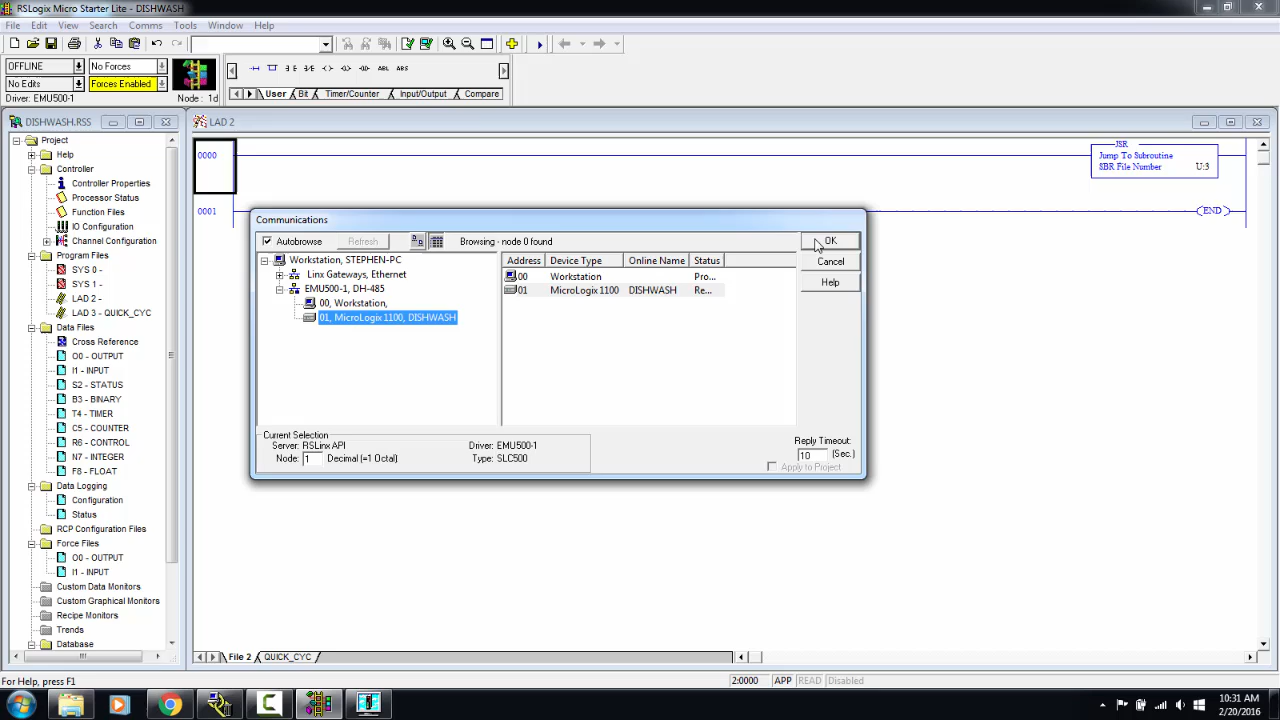 RSLogix Micro Starter Lite - DISHWASH
File Edit View Search Comms Tools Window Help
OFFLINE No Forces
No Edits Forces Enabled
Driver: EMU500-1 Node : 1d
User Bit Timer/Counter Input/Output Compare
ABL ABS
DISHWASH.RSS
Project
Help
Controller
Controller Properties
Processor Status
Function Files
IO Configuration
Channel Configuration
Program Files
SYS 0 -
SYS 1 -
LAD 2 -
LAD 3 - QUICK_CYC
Data Files
Cross Reference
O0 - OUTPUT
I1 - INPUT
S2 - STATUS
B3 - BINARY
T4 - TIMER
C5 - COUNTER
R6 - CONTROL
N7 - INTEGER
F8 - FLOAT
Data Logging
Configuration
Status
RCP Configuration Files
Force Files
O0 - OUTPUT
I1 - INPUT
Custom Data Monitors
Custom Graphical Monitors
Recipe Monitors
Trends
Database
LAD 2
0000
JSR
Jump To Subroutine
SBR File Number U:3
0001
END
Communications
Autobrowse Refresh Browsing - node 0 found
OK
Cancel
Help
Workstation, STEPHEN-PC
Linx Gateways, Ethernet
EMU500-1, DH-485
00, Workstation,
01, MicroLogix 1100, DISHWASH
Address Device Type Online Name Status
00 Workstation Pro...
01 MicroLogix 1100 DISHWASH Re...
Current Selection
Server: RSLinx API Driver: EMU500-1
Node: 1 Decimal (=1 Octal) Type: SLC500
Reply Timeout:
10 (Sec.)
Apply to Project
File 2 QUICK_CYC
For Help, press F1 2:0000 APP READ Disabled
10:31 AM
2/20/2016